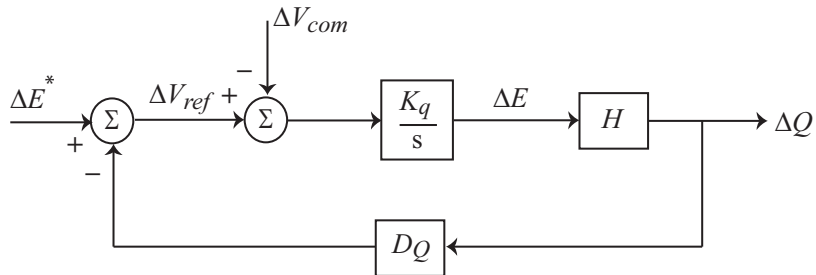 ΔV_com
ΔE^*
+
−
Σ
ΔV_ref
+
−
Σ
K_q
s
ΔE
H
ΔQ
D_Q